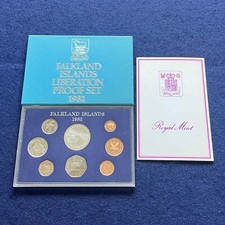 FALKLAND
ISLANDS
LIBERATION
PROOF SET
1982
FALKLAND ISLANDS
1982
Royal Mint